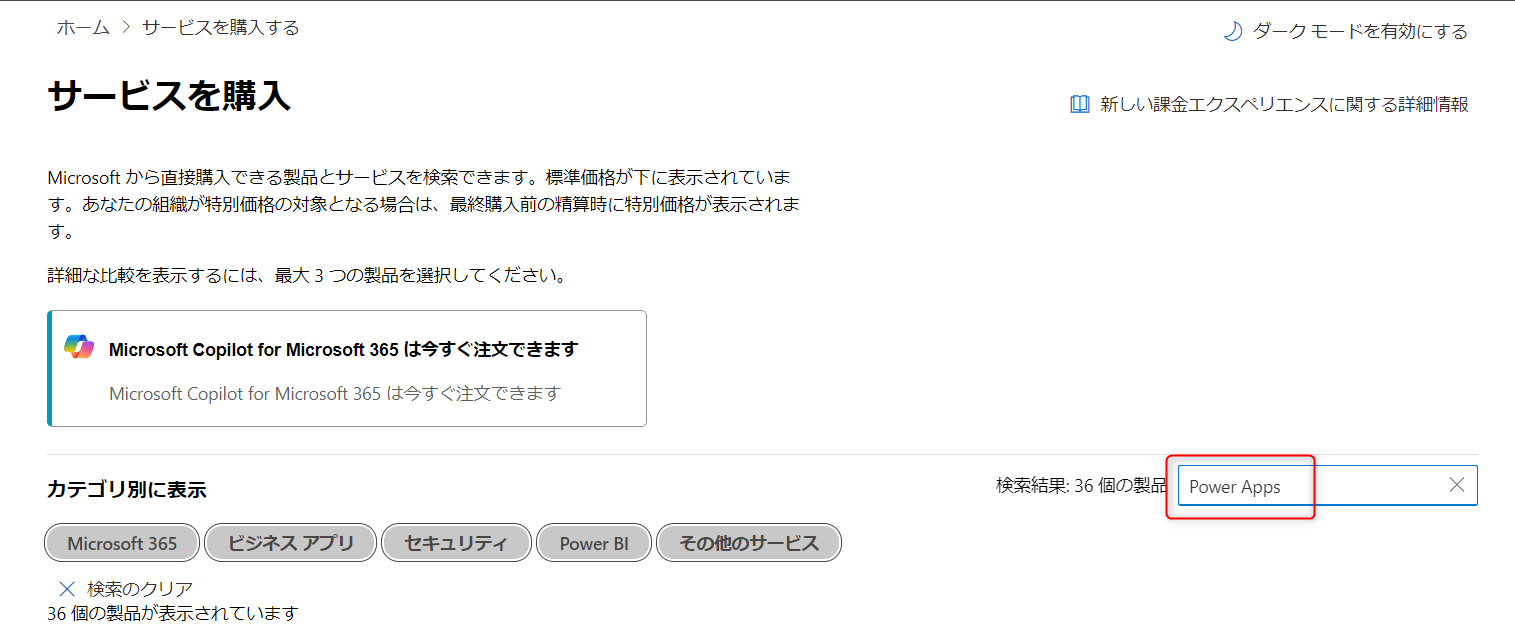 ホーム > サービスを購入する
ダーク モードを有効にする
サービスを購入
新しい課金エクスペリエンスに関する詳細情報
Microsoft から直接購入できる製品とサービスを検索できます。標準価格が下に表示されていま
す。あなたの組織が特別価格の対象となる場合は、最終購入前の精算時に特別価格が表示されま
す。
詳細な比較を表示するには、最大 3 つの製品を選択してください。
Microsoft Copilot for Microsoft 365 は今すぐ注文できます
Microsoft Copilot for Microsoft 365 は今すぐ注文できます
カテゴリ別に表示
検索結果: 36 個の製品
Power Apps
Microsoft 365 ビジネス アプリ セキュリティ Power BI その他のサービス
検索のクリア
36 個の製品が表示されています